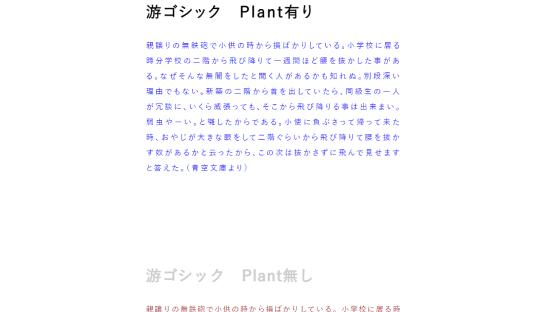 游ゴシック　Plant有り
親譲りの無鉄砲で小供の時から損ばかりしている。小学校に居る
時分学校の二階から飛び降りて一週間ほど腰を抜かした事があ
る。なぜそんな無闇をしたと聞く人があるかも知れぬ。別段深い
理由でもない。新築の二階から首を出していたら、同級生の一人
が冗談に、いくら威張っても、そこから飛び降りる事は出来まい。
弱虫やーい。と囃したからである。小使に負ぶさって帰って来た
時、おやじが大きな眼をして二階ぐらいから飛び降りて腰を抜か
す奴があるかと云ったから、この次は抜かさずに飛んで見せます
と答えた。（青空文庫より）
游ゴシック　Plant無し
親譲りの無鉄砲で小供の時から損ばかりしている。小学校に居る時